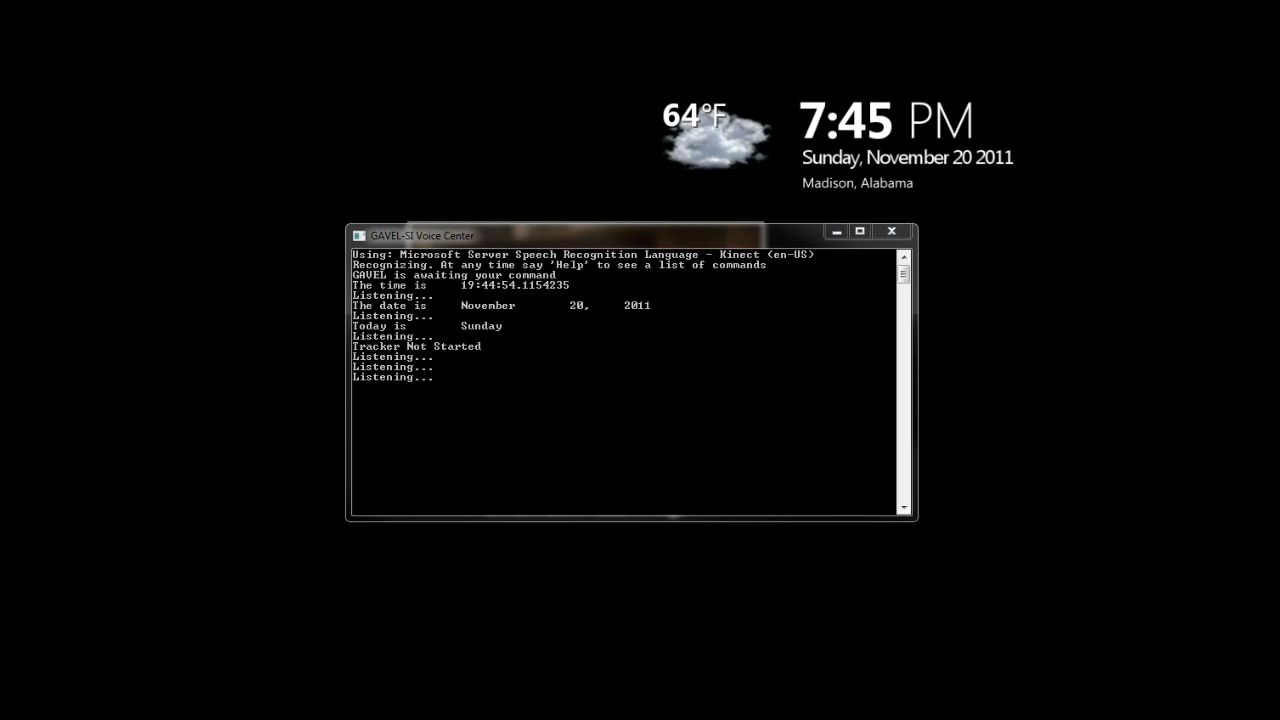 64°F
7:45 PM
Sunday, November 20 2011
Madison, Alabama
GAVEL-SI Voice Center
Using: Microsoft Server Speech Recognition Language - Kinect (en-US)
Recognizing. At any time say 'Help' to see a list of commands
GAVEL is awaiting your command
The time is 19:44:54.1154235
Listening...
The date is November 20, 2011
Listening...
Today is Sunday
Listening...
Tracker Not Started
Listening...
Listening...
Listening...